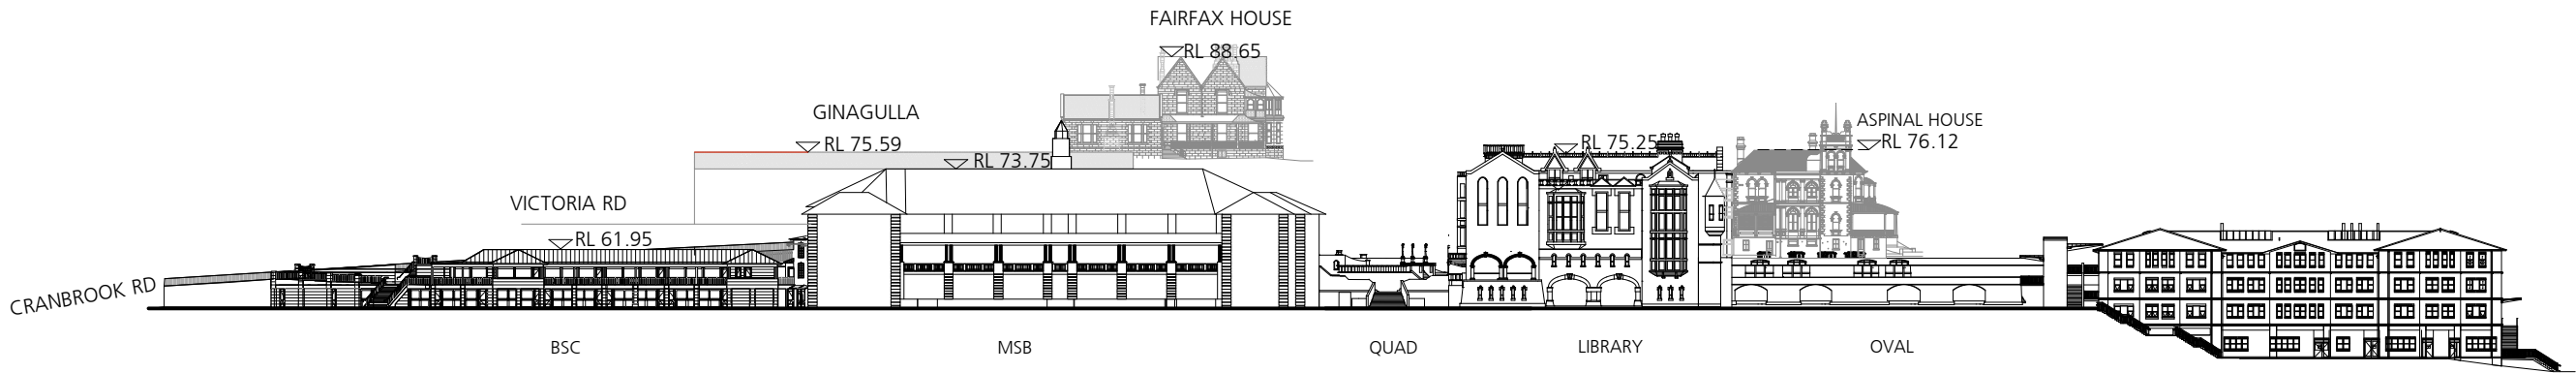 FAIRFAX HOUSE
RL 88.65
GINAGULLA
RL 75.59
RL 73.75
VICTORIA RD
RL 61.95
CRANBROOK RD
RL 75.25
ASPINAL HOUSE
RL 76.12
BSC
MSB
QUAD
LIBRARY
OVAL